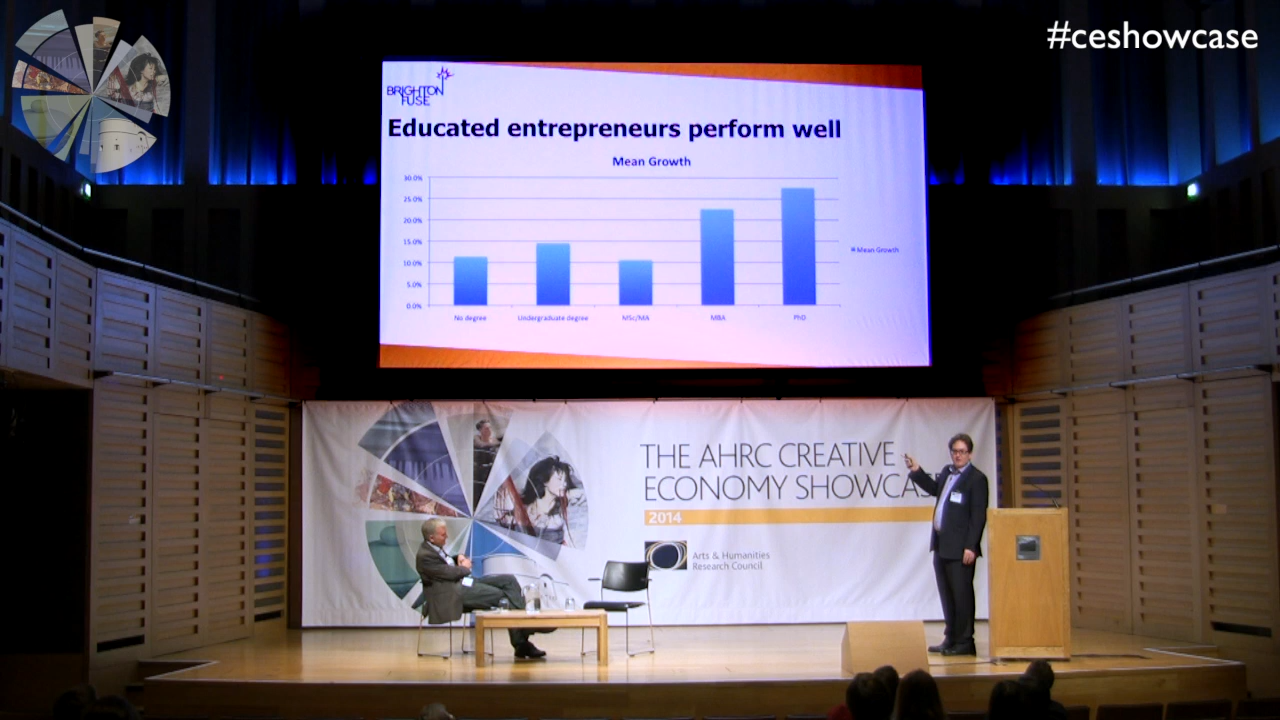 #ceshowcase
BRIGHTON
FUSE
Educated entrepreneurs perform well
Mean Growth
30.0%
25.0%
20.0%
15.0%
10.0%
5.0%
0.0%
Mean Growth
No degree Undergraduate degree MSc/MA MBA PhD
THE AHRC CREATIVE
ECONOMY SHOWCAS
2014
Arts & Humanities
Research Council